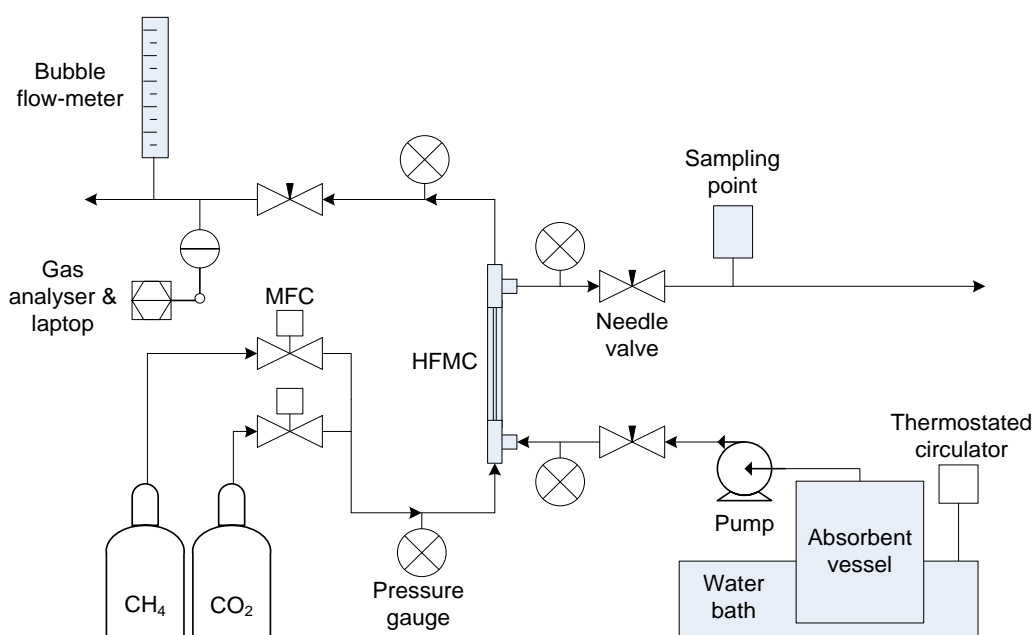 Bubble
flow-meter
Sampling
point
Gas
analyser &
laptop
MFC
HFMC
Needle
valve
Thermostated
circulator
Pump
Absorbent
vessel
Water
bath
Pressure
gauge
CH₄
CO₂